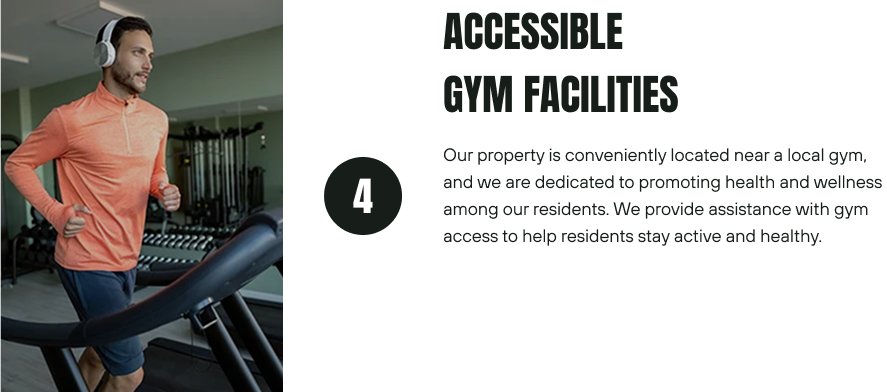 ACCESSIBLE
GYM FACILITIES
4
Our property is conveniently located near a local gym,
and we are dedicated to promoting health and wellness
among our residents. We provide assistance with gym
access to help residents stay active and healthy.